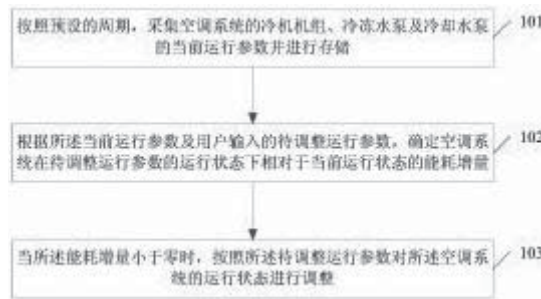 按照预设的周期，采集空调系统的冷机机组、冷冻水泵及冷却水泵
的当前运行参数并进行存储
101
根据所述当前运行参数及用户输入的待调整运行参数，确定空调系
统在待调整运行参数的运行状态下相对于当前运行状态的能耗增量
102
当所述能耗增量小于零时，按照所述待调整运行参数对所述空调系
统的运行状态进行调整
103